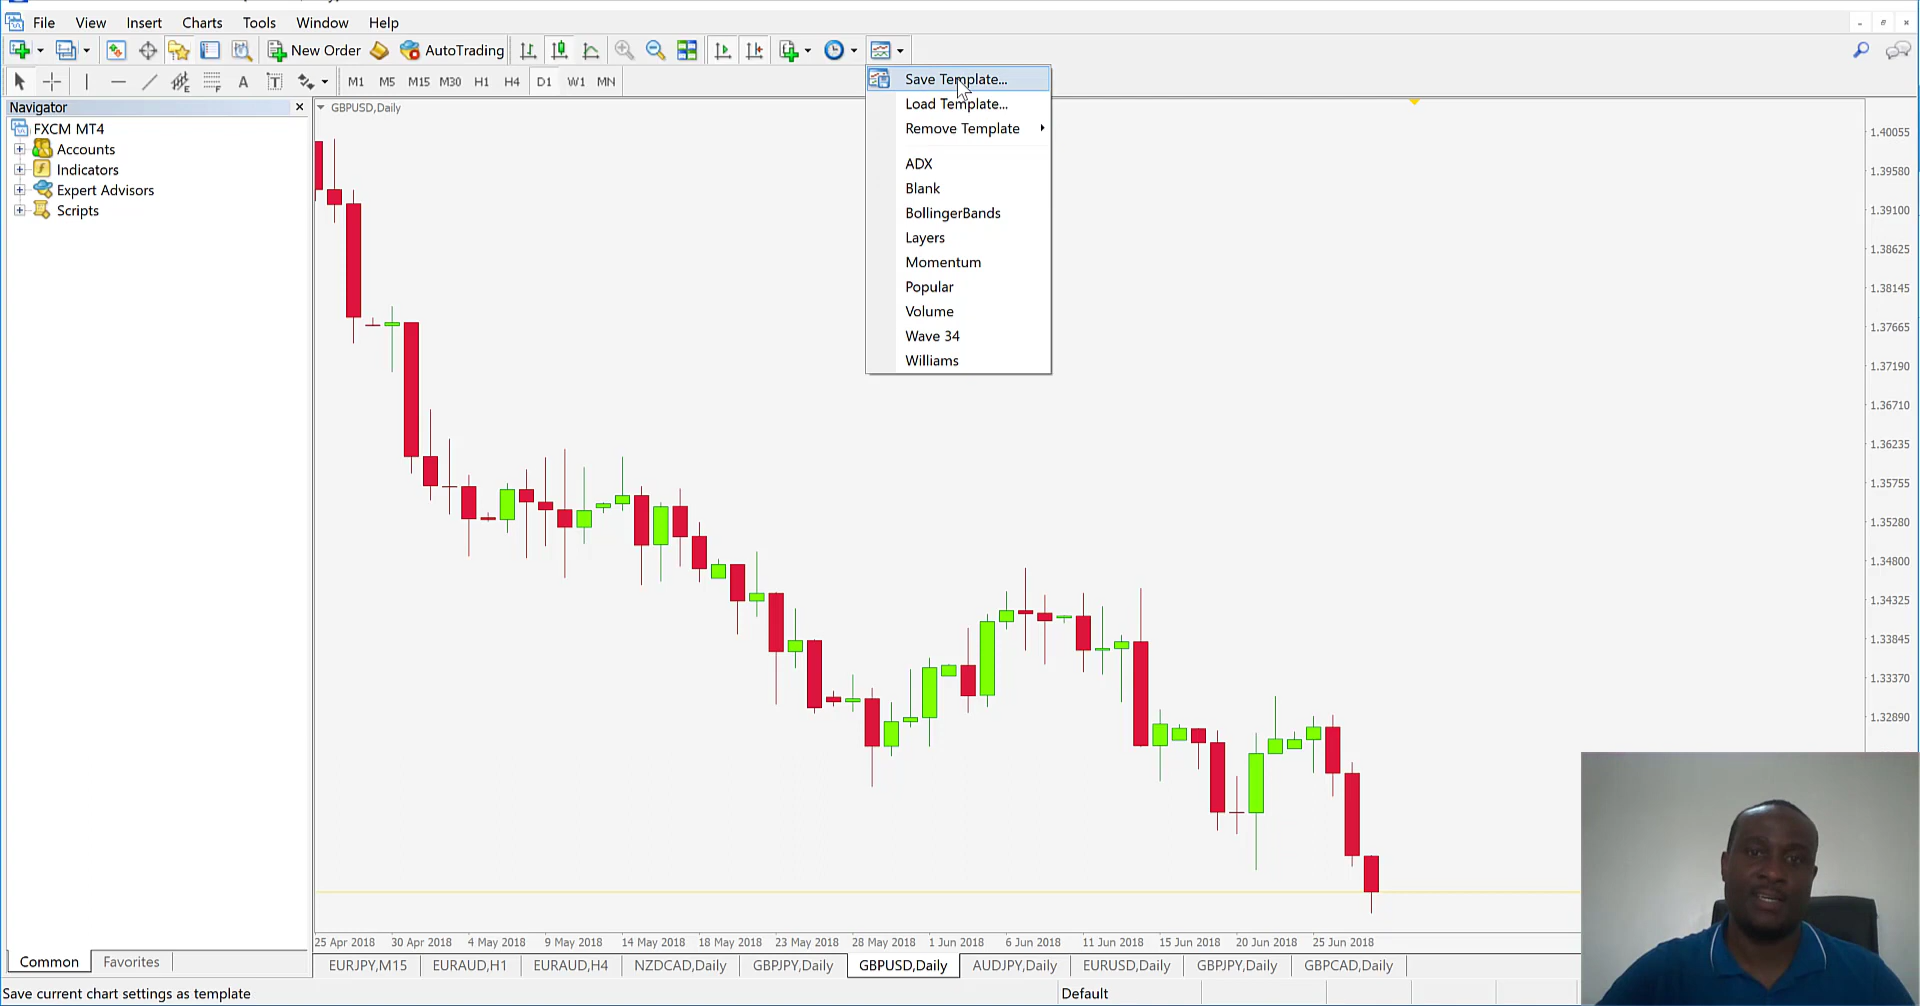 File View Insert Charts Tools Window Help
New Order AutoTrading
A T M1 M5 M15 M30 H1 H4 D1 W1 MN
Navigator
FXCM MT4
Accounts
Indicators
Expert Advisors
Scripts
Common Favorites
GBPUSD,Daily
Save Template...
Load Template...
Remove Template
ADX
Blank
BollingerBands
Layers
Momentum
Popular
Volume
Wave 34
Williams
1.40055
1.39580
1.39100
1.38625
1.38145
1.37665
1.37190
1.36710
1.36235
1.35755
1.35280
1.34800
1.34325
1.33845
1.33370
1.32890
25 Apr 2018 30 Apr 2018 4 May 2018 9 May 2018 14 May 2018 18 May 2018 23 May 2018 28 May 2018 1 Jun 2018 6 Jun 2018 11 Jun 2018 15 Jun 2018 20 Jun 2018 25 Jun 2018
EURJPY,M15 EURAUD,H1 EURAUD,H4 NZDCAD,Daily GBPJPY,Daily GBPUSD,Daily AUDJPY,Daily EURUSD,Daily GBPJPY,Daily GBPCAD,Daily
Save current chart settings as template Default